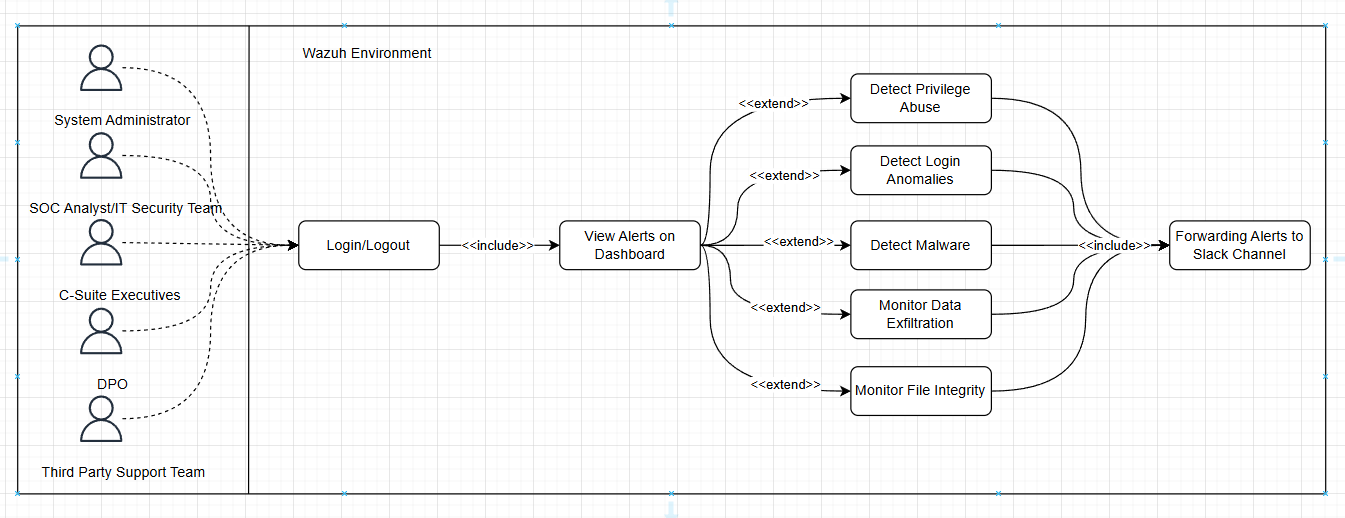 Wazuh Environment
System Administrator
SOC Analyst/IT Security Team
C-Suite Executives
DPO
Third Party Support Team
Login/Logout
<<include>>
View Alerts on
Dashboard
<<extend>>
Detect Privilege
Abuse
<<extend>>
Detect Login
Anomalies
<<extend>>
Detect Malware
<<extend>>
Monitor Data
Exfiltration
<<extend>>
Monitor File Integrity
<<include>>
Forwarding Alerts to
Slack Channel